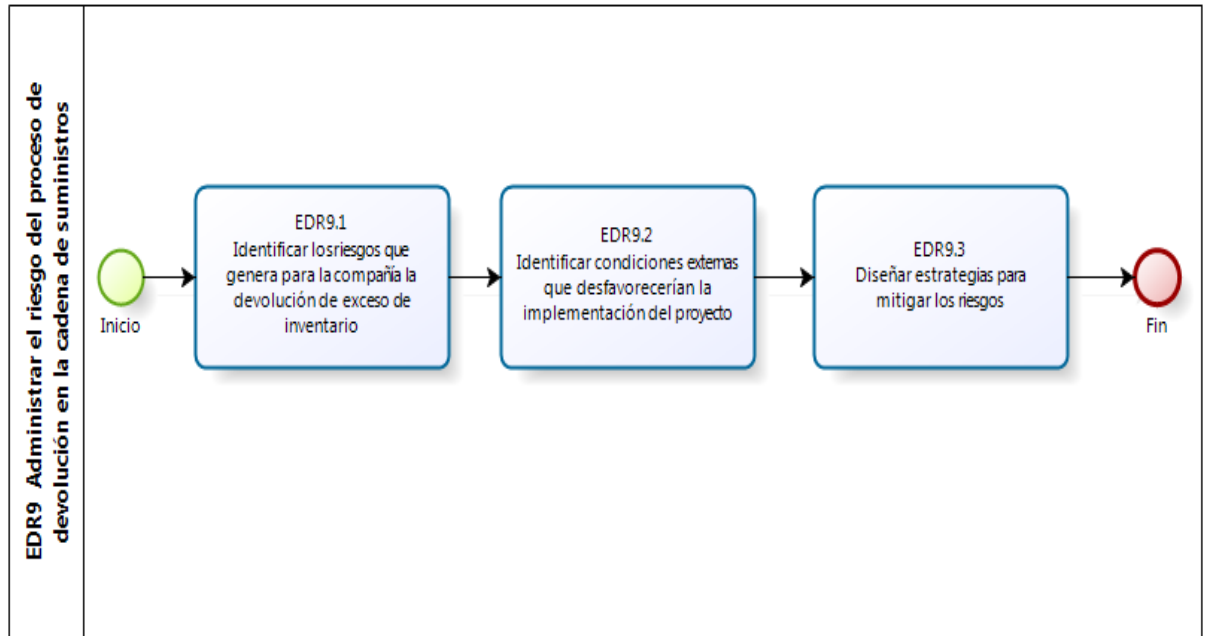 EDR9 Administrar el riesgo del proceso de
devolución en la cadena de suministros
Inicio
EDR9.1
Identificar los riesgos que
genera para la compañía la
devolución de exceso de
inventario
EDR9.2
Identificar condiciones externas
que desfavorecerían la
implementación del proyecto
EDR9.3
Diseñar estrategias para
mitigar los riesgos
Fin